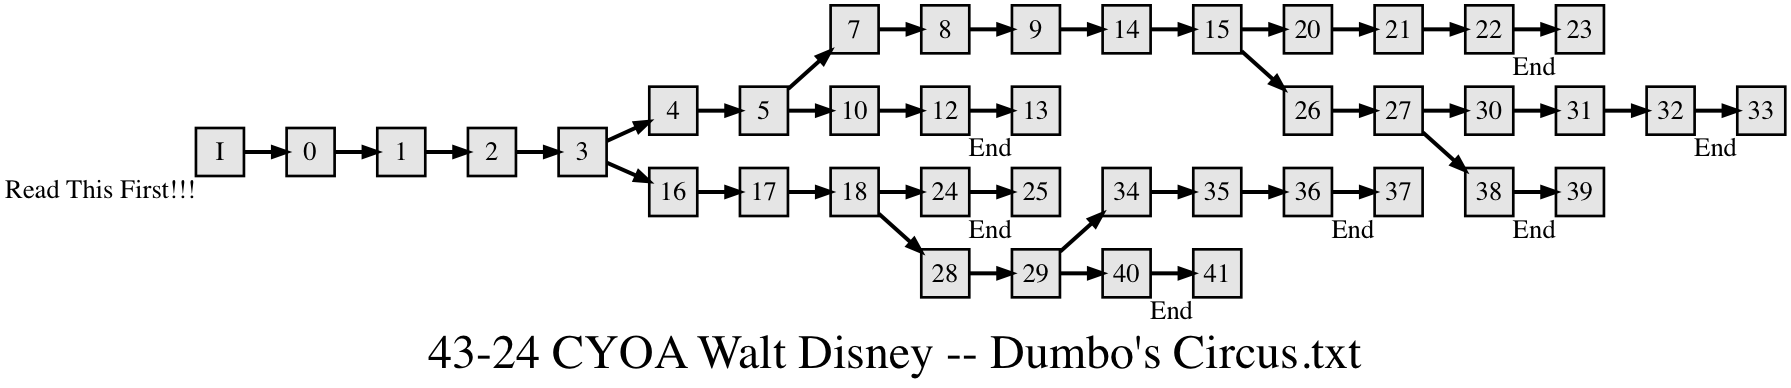 7 8 9 14 15 20 21 22 23
End
4 5 10 12 13 26 27 30 31 32 33
End End
I 0 1 2 3
Read This First!!!
16 17 18 24 25 34 35 36 37 38 39
End End End
28 29 40 41
End
43-24 CYOA Walt Disney -- Dumbo's Circus.txt